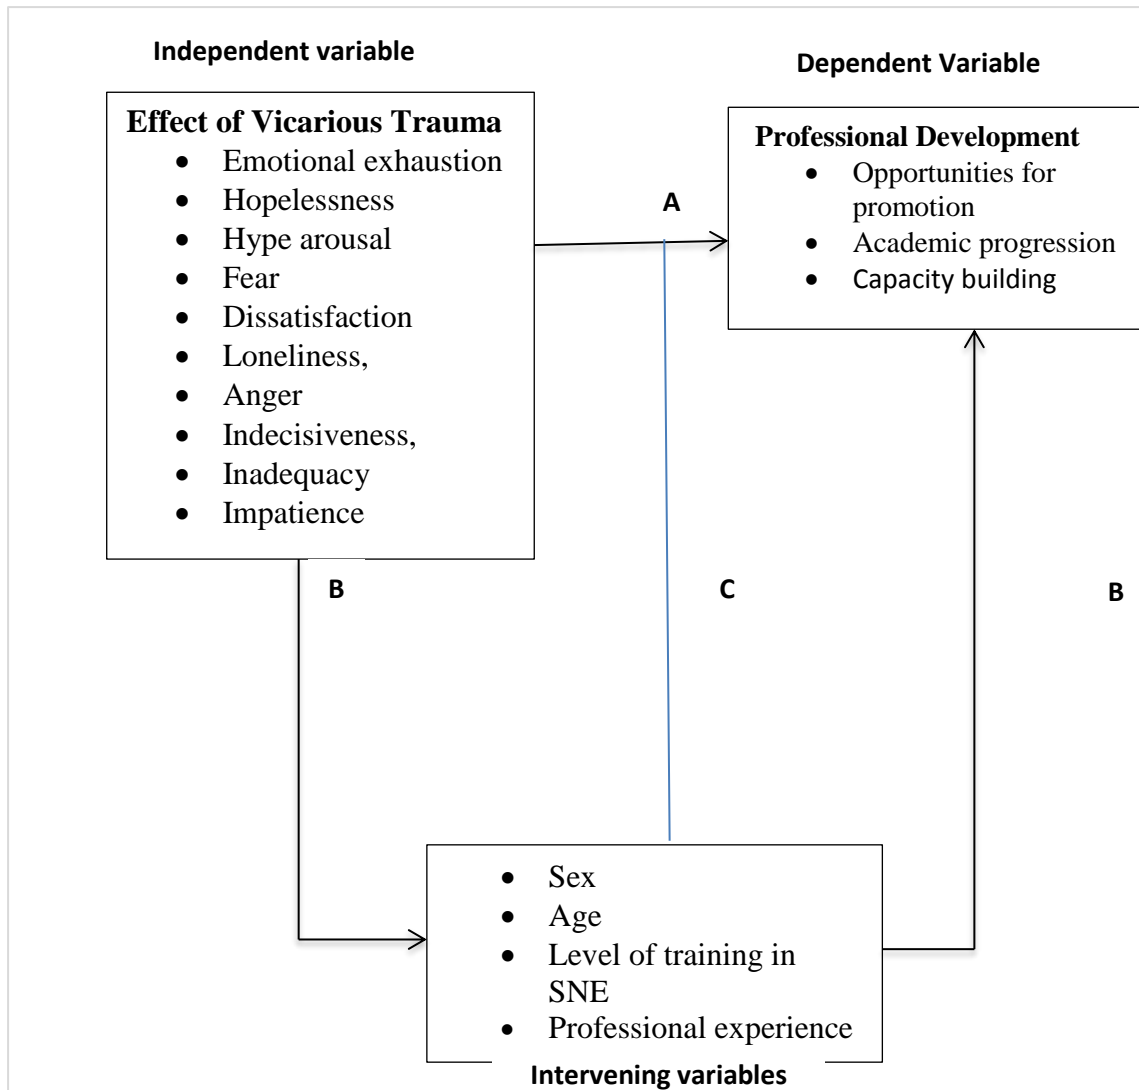 Independent variable
Effect of Vicarious Trauma
• Emotional exhaustion
• Hopelessness
• Hype arousal
• Fear
• Dissatisfaction
• Loneliness,
• Anger
• Indecisiveness,
• Inadequacy
• Impatience
Dependent Variable
Professional Development
• Opportunities for
promotion
• Academic progression
• Capacity building
A
B
C
B
• Sex
• Age
• Level of training in
SNE
• Professional experience
Intervening variables